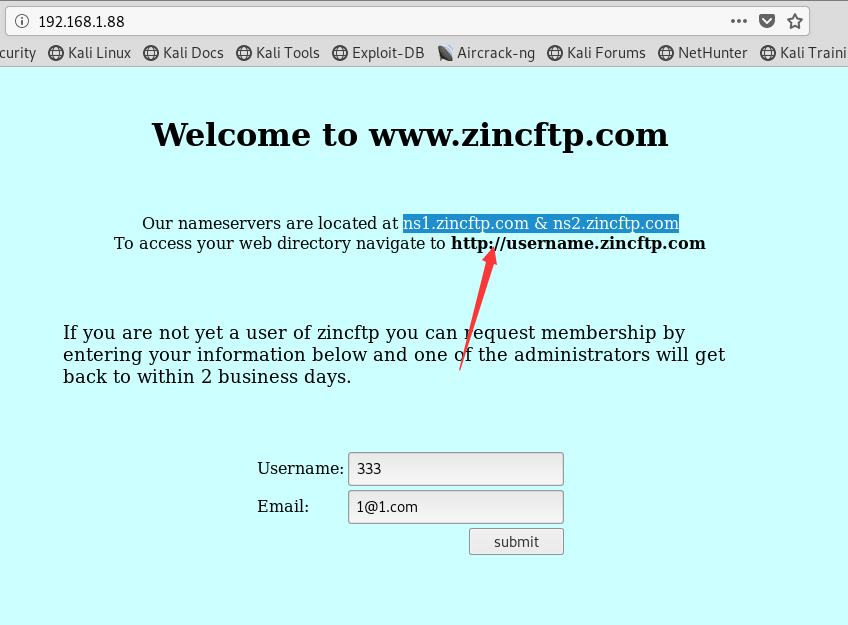 192.168.1.88
curity Kali Linux Kali Docs Kali Tools Exploit-DB Aircrack-ng Kali Forums NetHunter Kali Traini
Welcome to www.zincftp.com
Our nameservers are located at ns1.zincftp.com & ns2.zincftp.com
To access your web directory navigate to http://username.zincftp.com
If you are not yet a user of zincftp you can request membership by
entering your information below and one of the administrators will get
back to within 2 business days.
Username: 333
Email: 1@1.com
submit